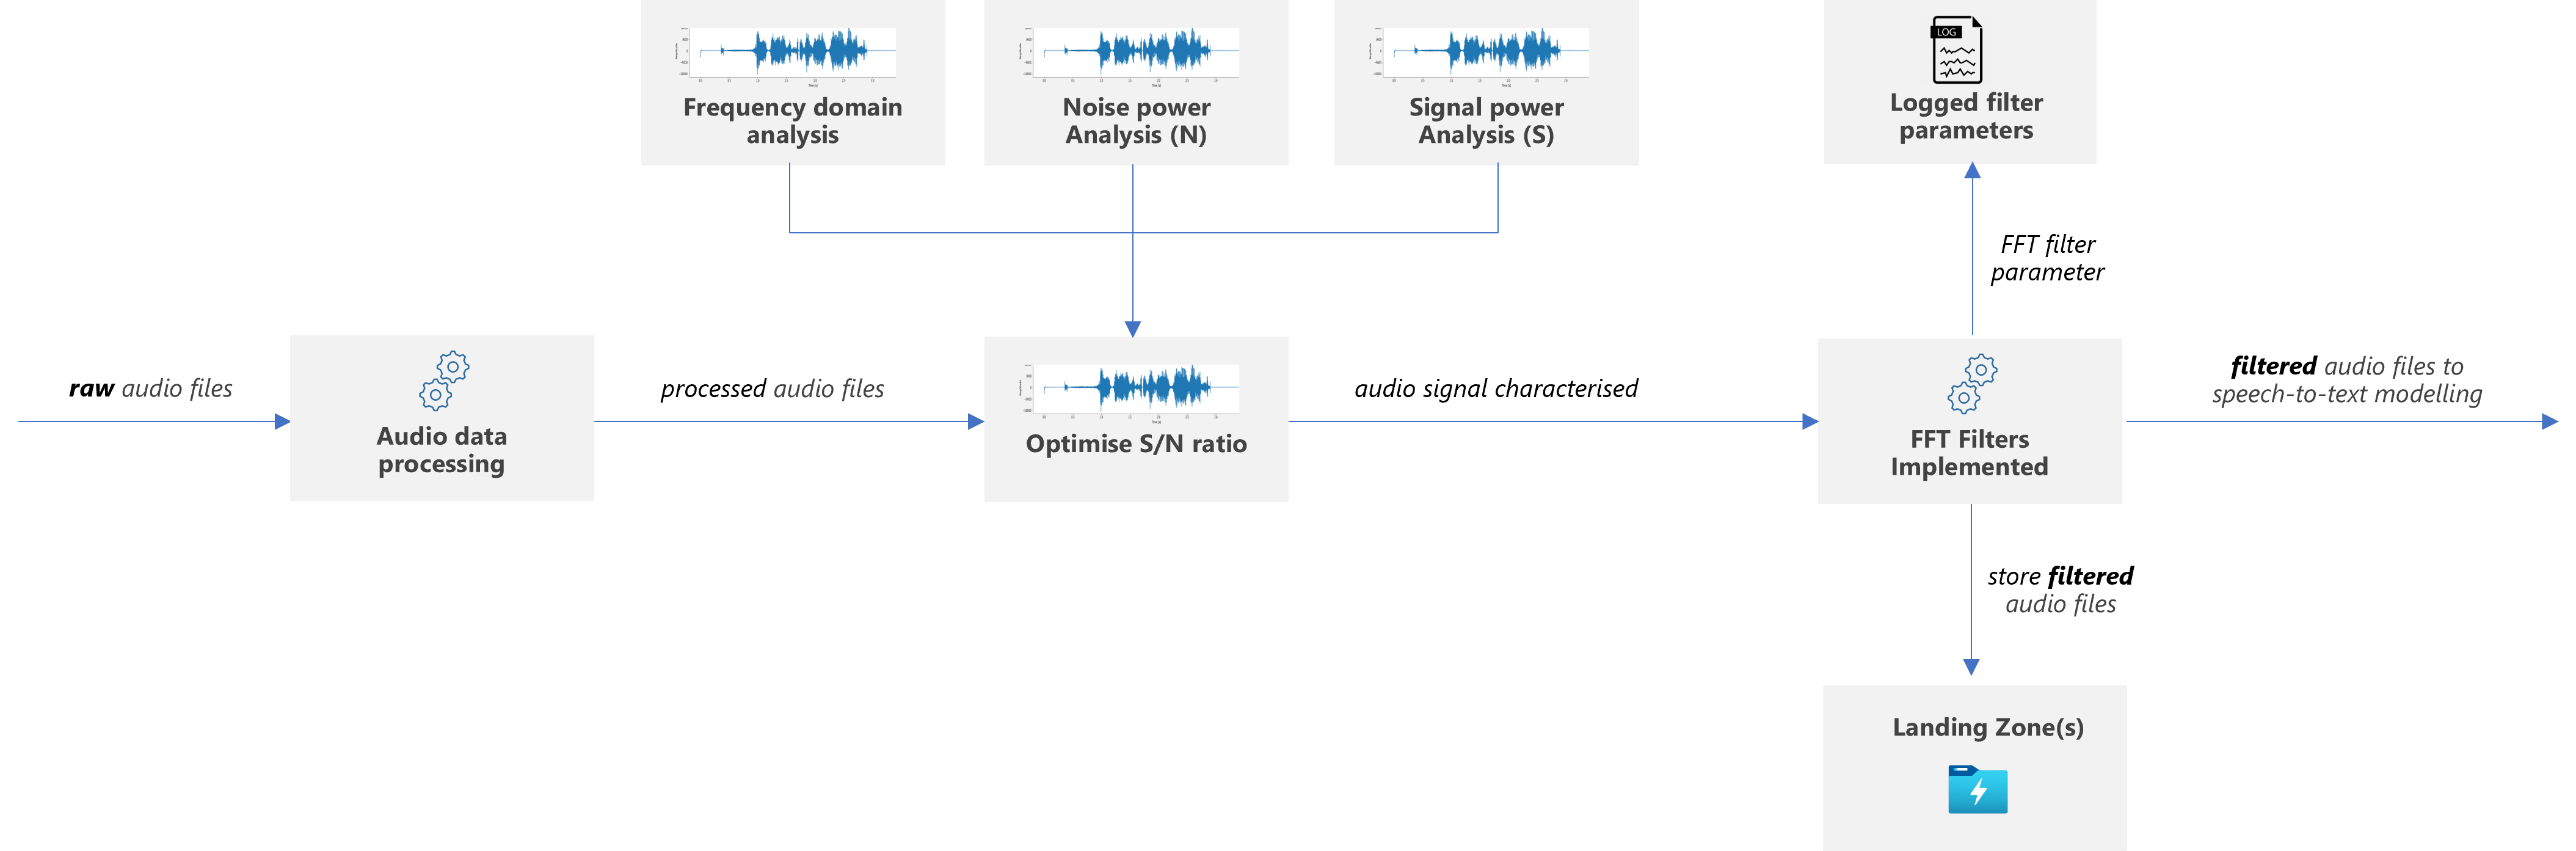 Frequency domain
analysis
Noise power
Analysis (N)
Signal power
Analysis (S)
LOG
Logged filter
parameters
FFT filter
parameter
raw audio files
Audio data
processing
processed audio files
Optimise S/N ratio
audio signal characterised
FFT Filters
Implemented
filtered audio files to
speech-to-text modelling
store filtered
audio files
Landing Zone(s)